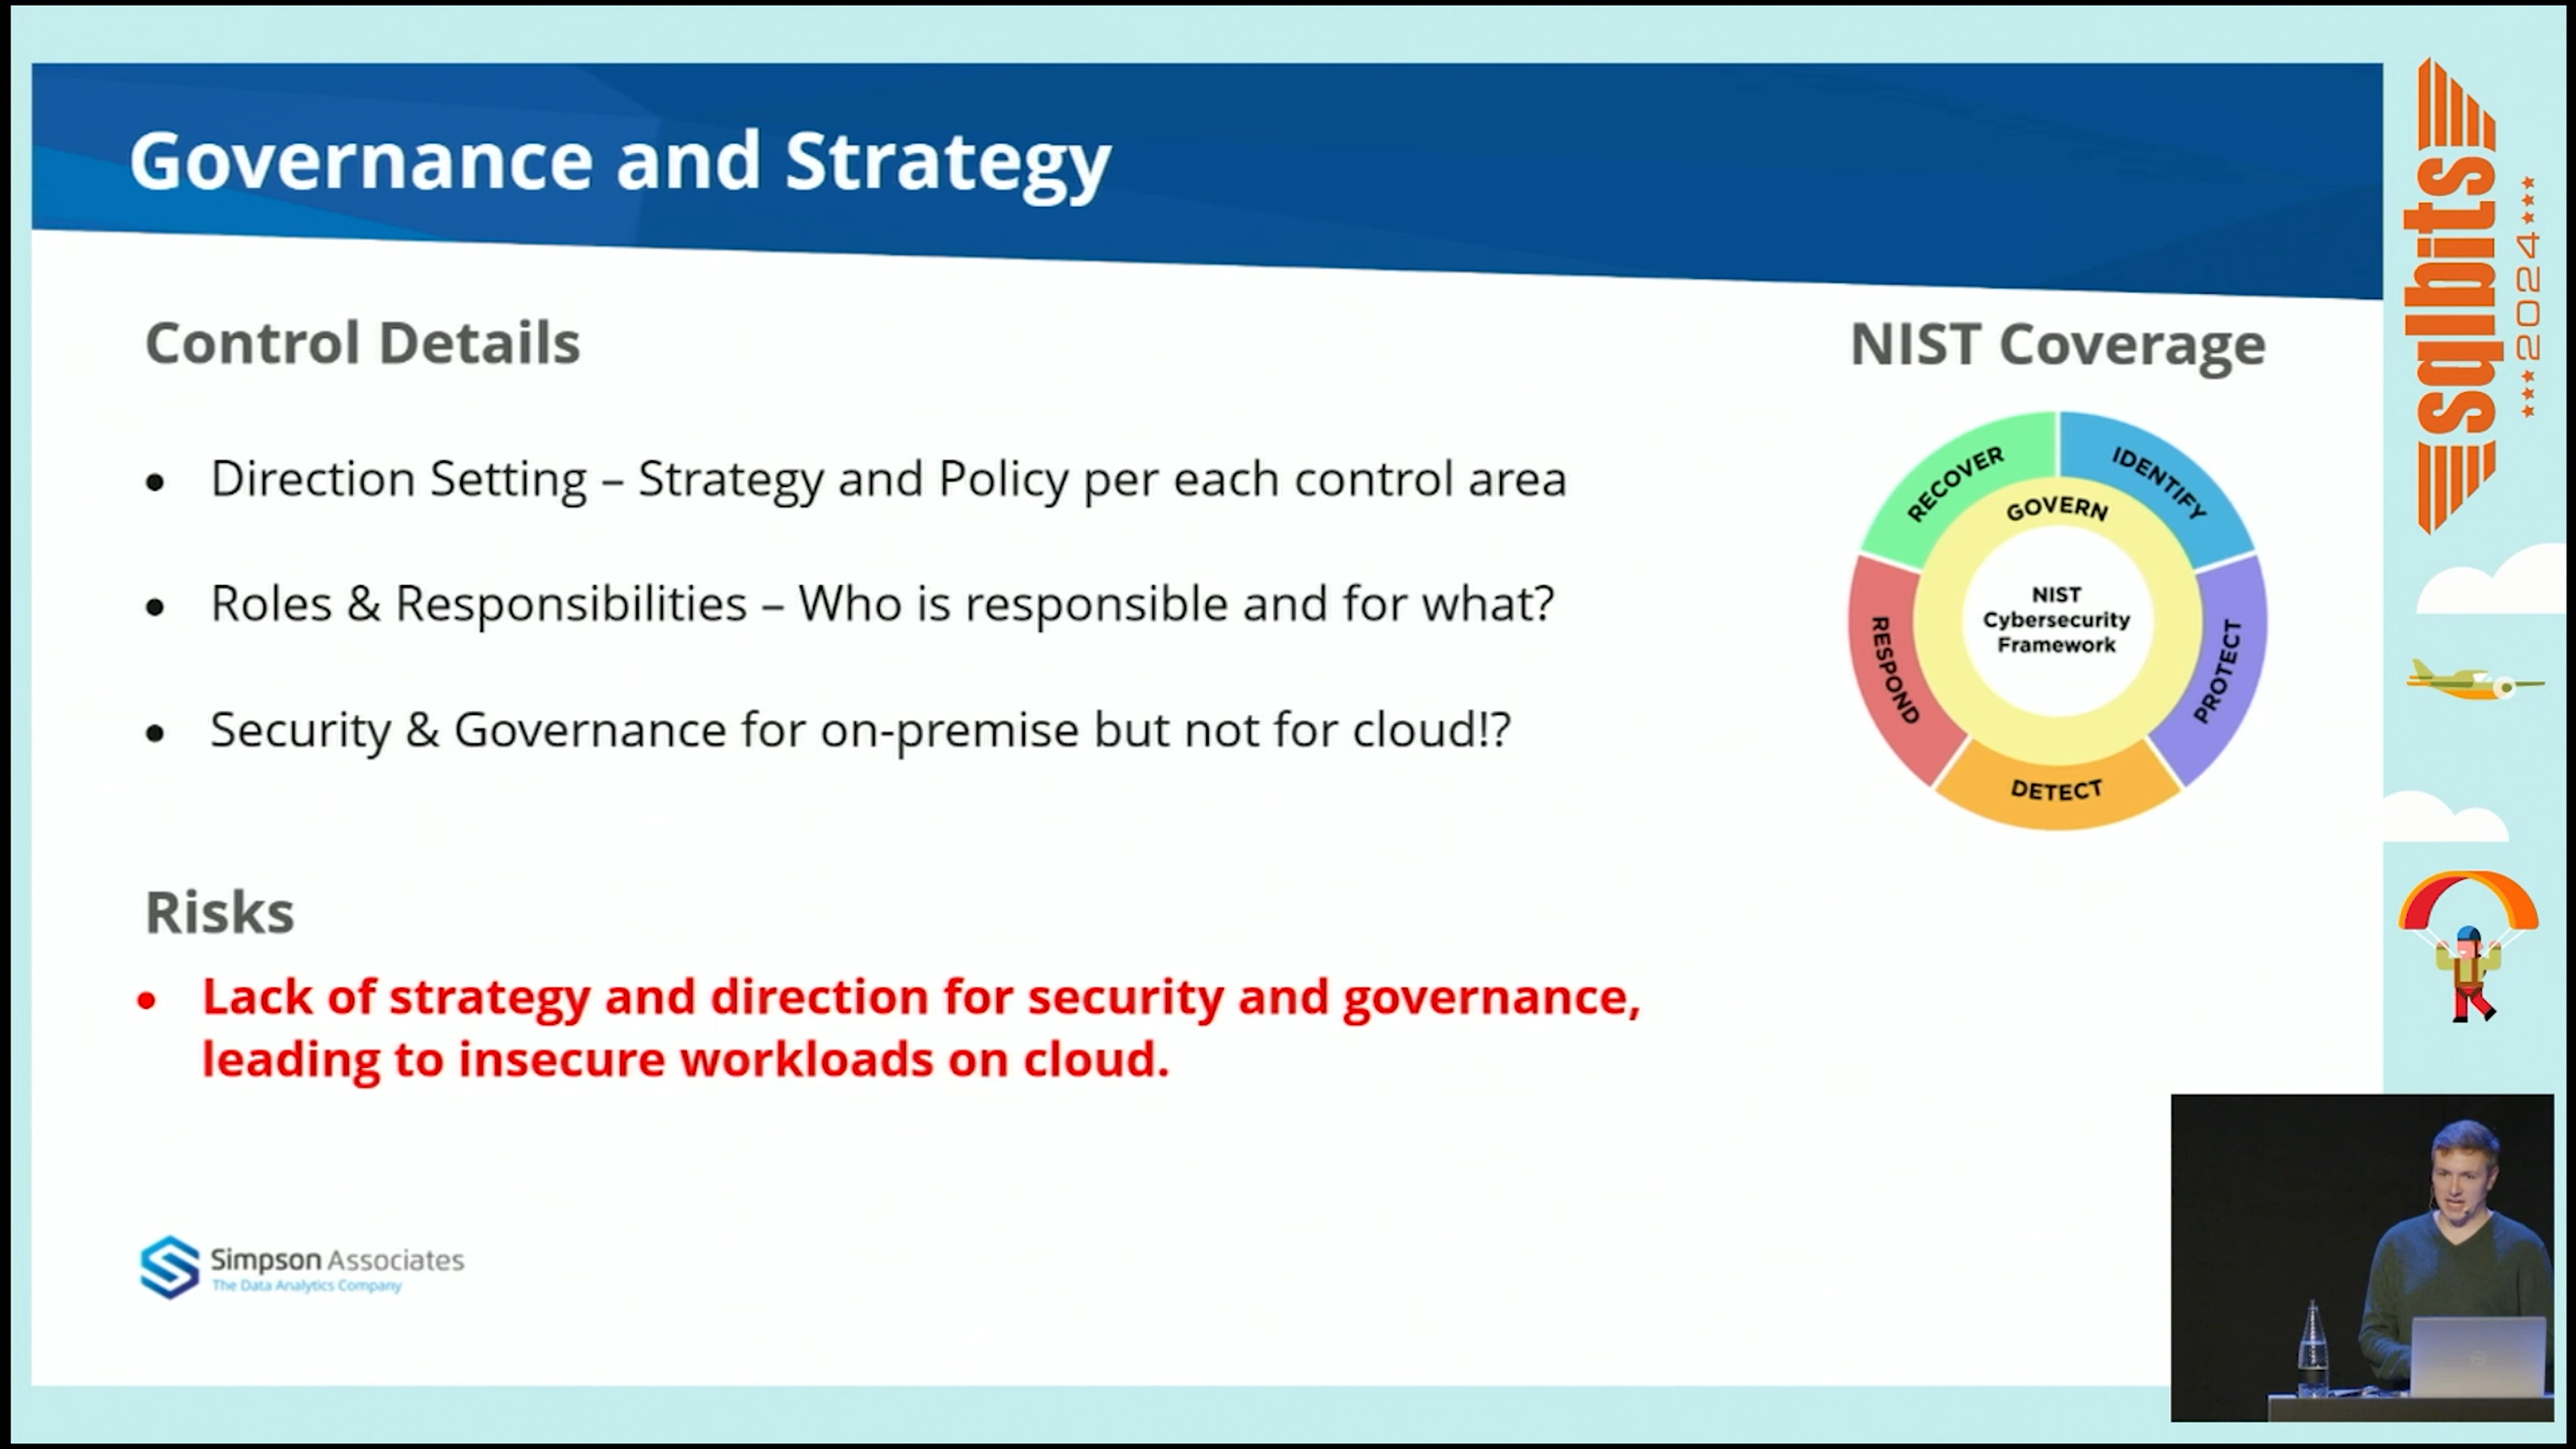 Governance and Strategy
Control Details
• Direction Setting – Strategy and Policy per each control area
• Roles & Responsibilities – Who is responsible and for what?
• Security & Governance for on-premise but not for cloud!?
Risks
• Lack of strategy and direction for security and governance,
leading to insecure workloads on cloud.
Simpson Associates
The Data Analytics Company
NIST Coverage
RECOVER
IDENTIFY
GOVERN
NIST
Cybersecurity
Framework
RESPOND
PROTECT
DETECT
sqlbits
2024